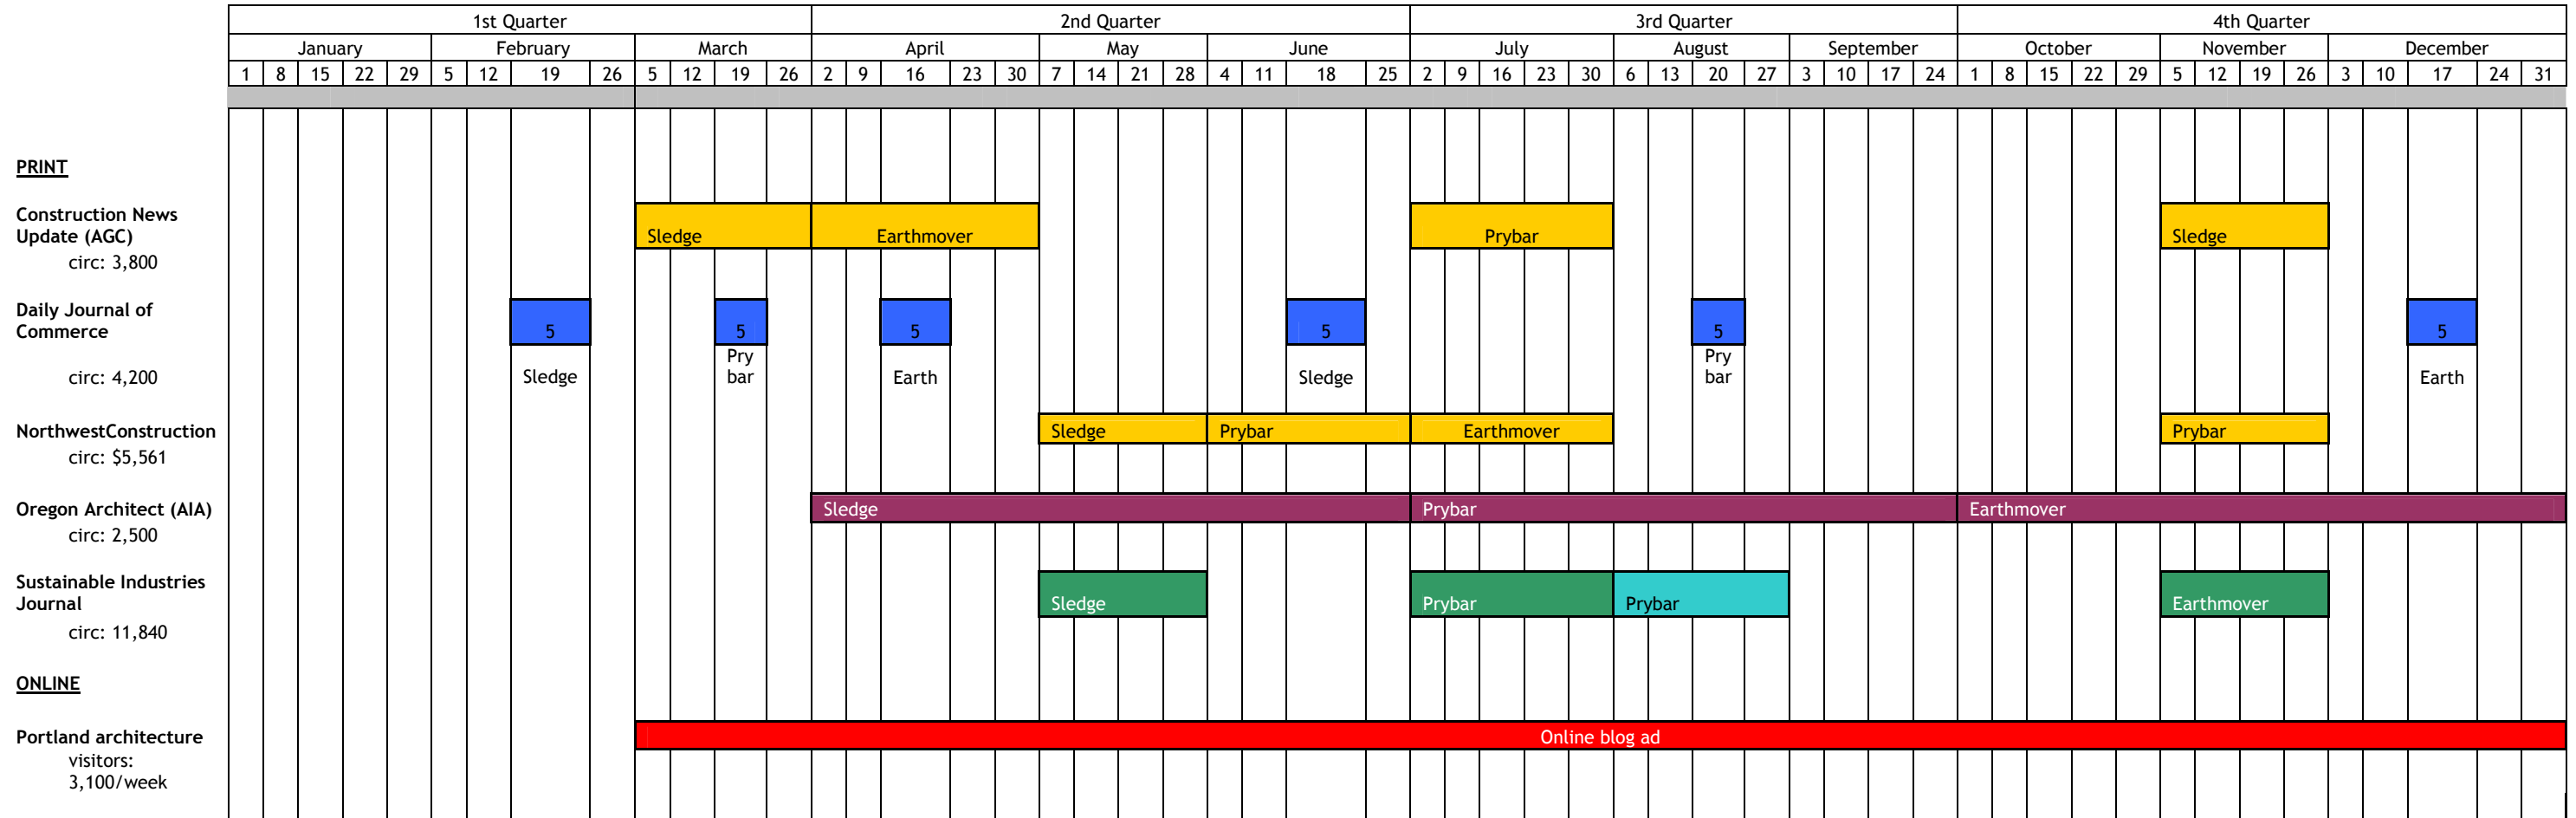 1st Quarter 2nd Quarter 3rd Quarter 4th Quarter
January February March April May June July August September October November December
1 8 15 22 29 5 12 19 26 5 12 19 26 2 9 16 23 30 7 14 21 28 4 11 18 25 2 9 16 23 30 6 13 20 27 3 10 17 24 1 8 15 22 29 5 12 19 26 3 10 17 24 31
PRINT
Construction News
Update (AGC)
Sledge Earthmover Prybar Sledge
circ: 3,800
Daily Journal of
Commerce
5 5 5 5 5 5
Pry Pry
circ: 4,200 Sledge bar Earth Sledge bar Earth
NorthwestConstruction Sledge Prybar Earthmover Prybar
circ: $5,561
Oregon Architect (AIA) Sledge Prybar Earthmover
circ: 2,500
Sustainable Industries
Journal Sledge Prybar Prybar Earthmover
circ: 11,840
ONLINE
Portland architecture Online blog ad
visitors:
3,100/week